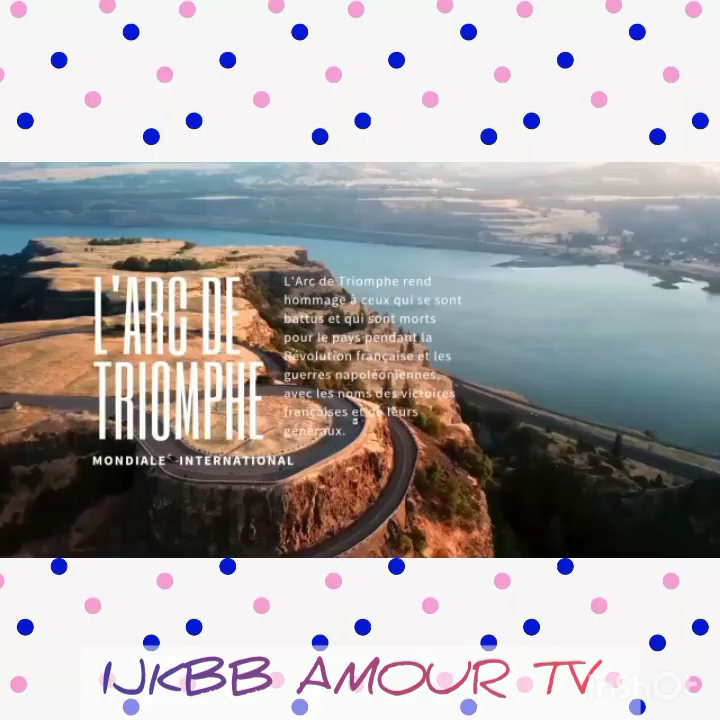 L'ARC DE
TRIOMPHE
MONDIALE INTERNATIONAL
L'Arc de Triomphe rend
hommage à ceux qui se sont
battus et qui sont morts
pour le pays pendant la
Révolution française et les
guerres napoléoniennes,
avec les noms des victoires
françaises et de leurs
généraux.
IJKBB AMOUR TV